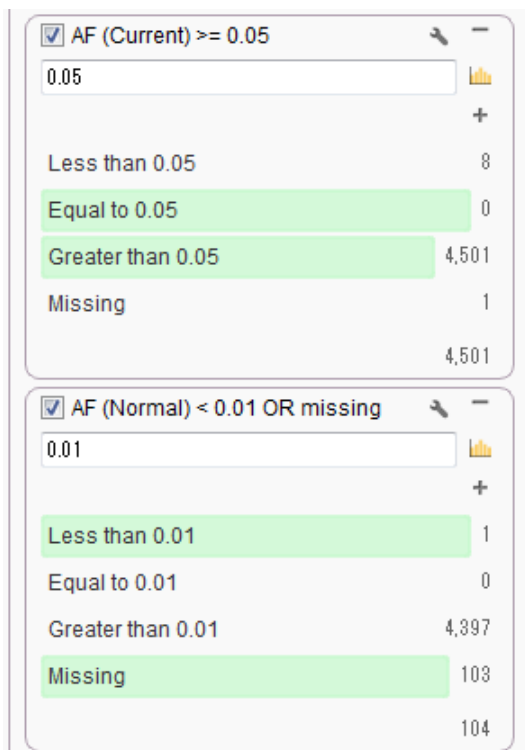 AF (Current) >= 0.05
0.05
Less than 0.05 8
Equal to 0.05 0
Greater than 0.05 4,501
Missing 1
4,501
AF (Normal) < 0.01 OR missing
0.01
Less than 0.01 1
Equal to 0.01 0
Greater than 0.01 4,397
Missing 103
104